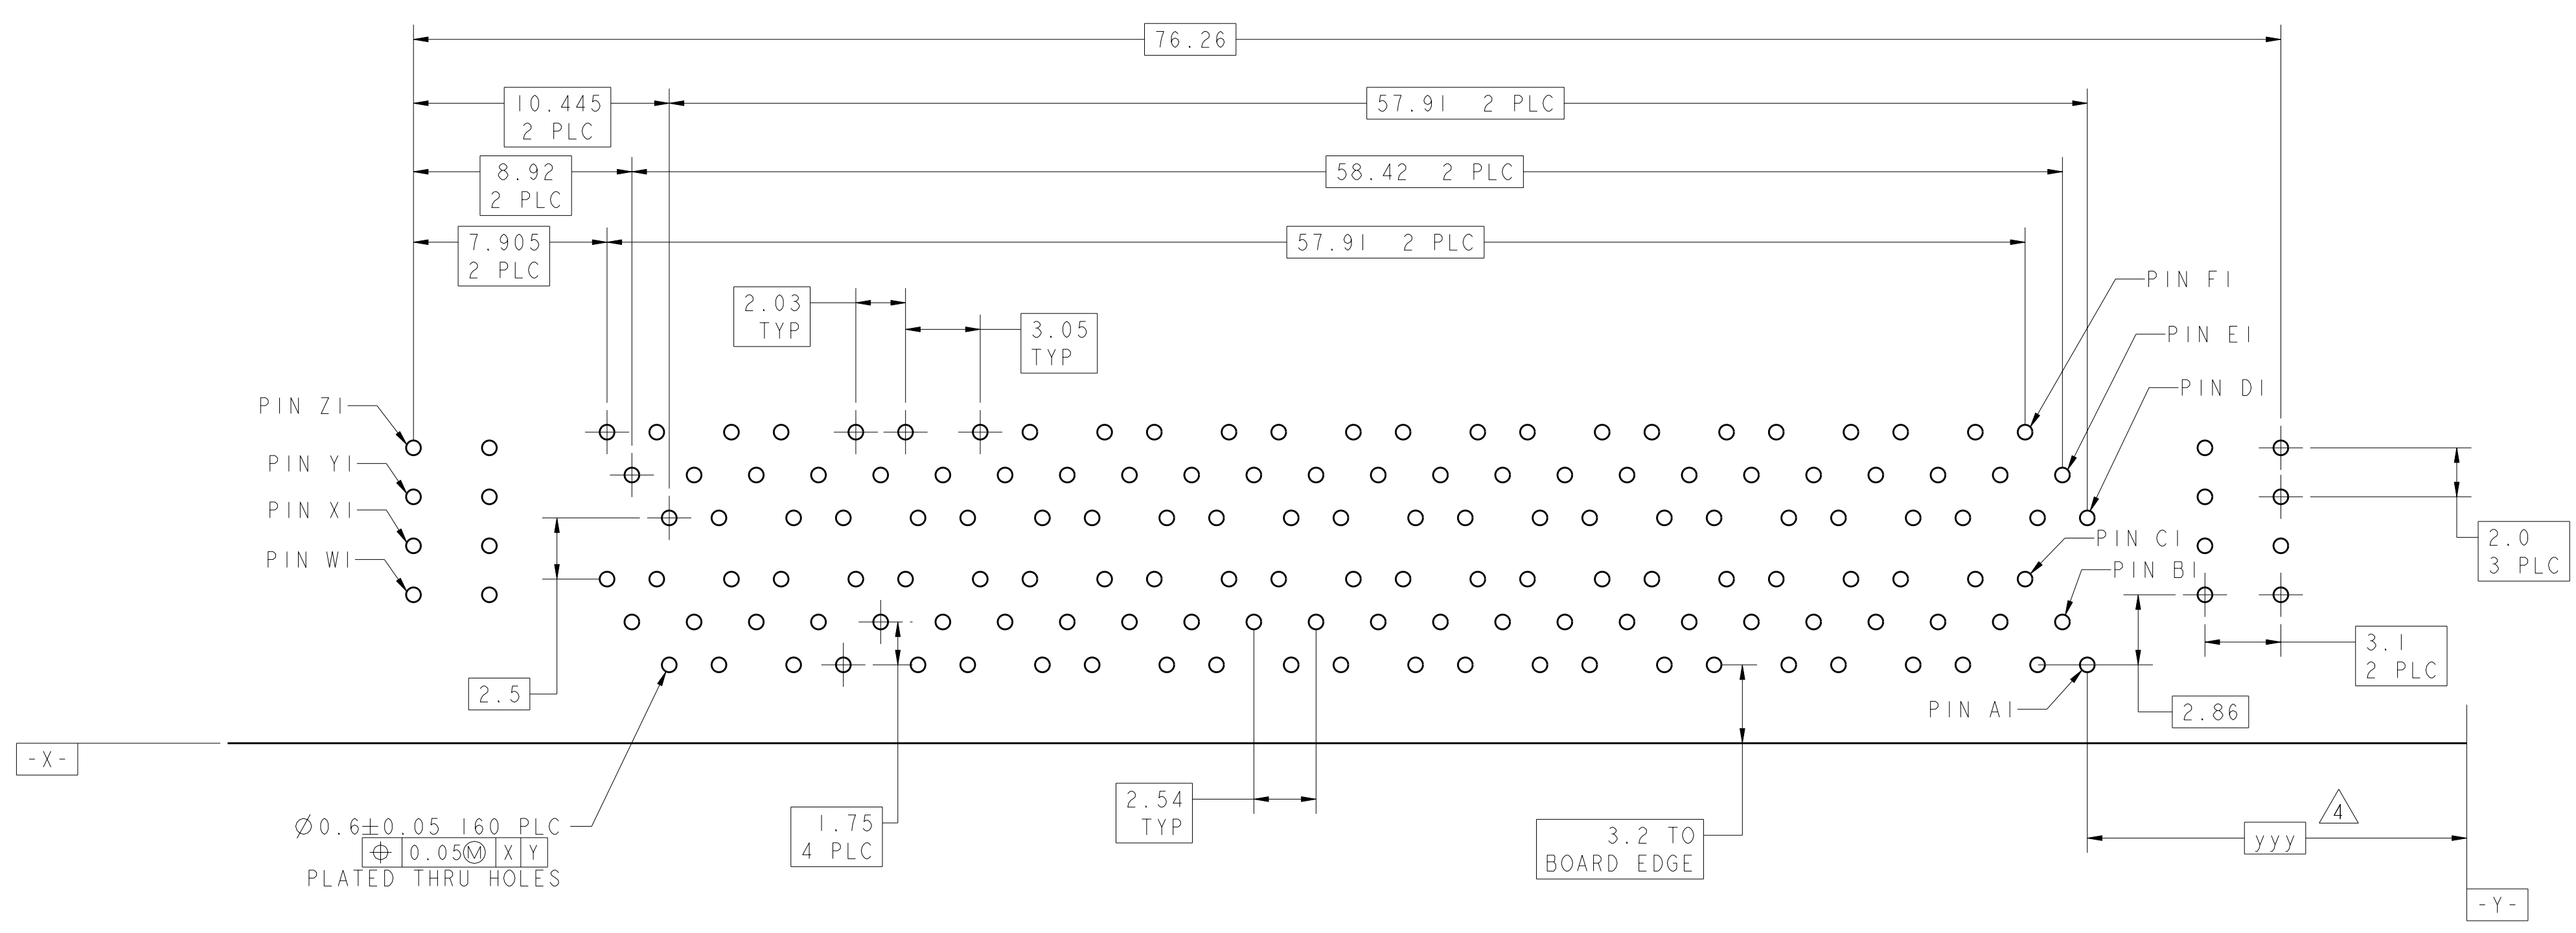 76.26
10.445
2 PLC
57.91 2 PLC
8.92
2 PLC
58.42 2 PLC
7.905
2 PLC
57.91 2 PLC
2.03
TYP
3.05
TYP
PIN F1
PIN E1
PIN D1
PIN Z1
PIN Y1
PIN X1
PIN W1
PIN C1
PIN B1
2.0
3 PLC
3.1
2 PLC
2.5
PIN A1
2.86
-X-
2.54
TYP
1.75
4 PLC
3.2 TO
BOARD EDGE
4
yyy
Ø0.6±0.05 160 PLC
⌖ 0.05Ⓜ X Y
PLATED THRU HOLES
-Y-